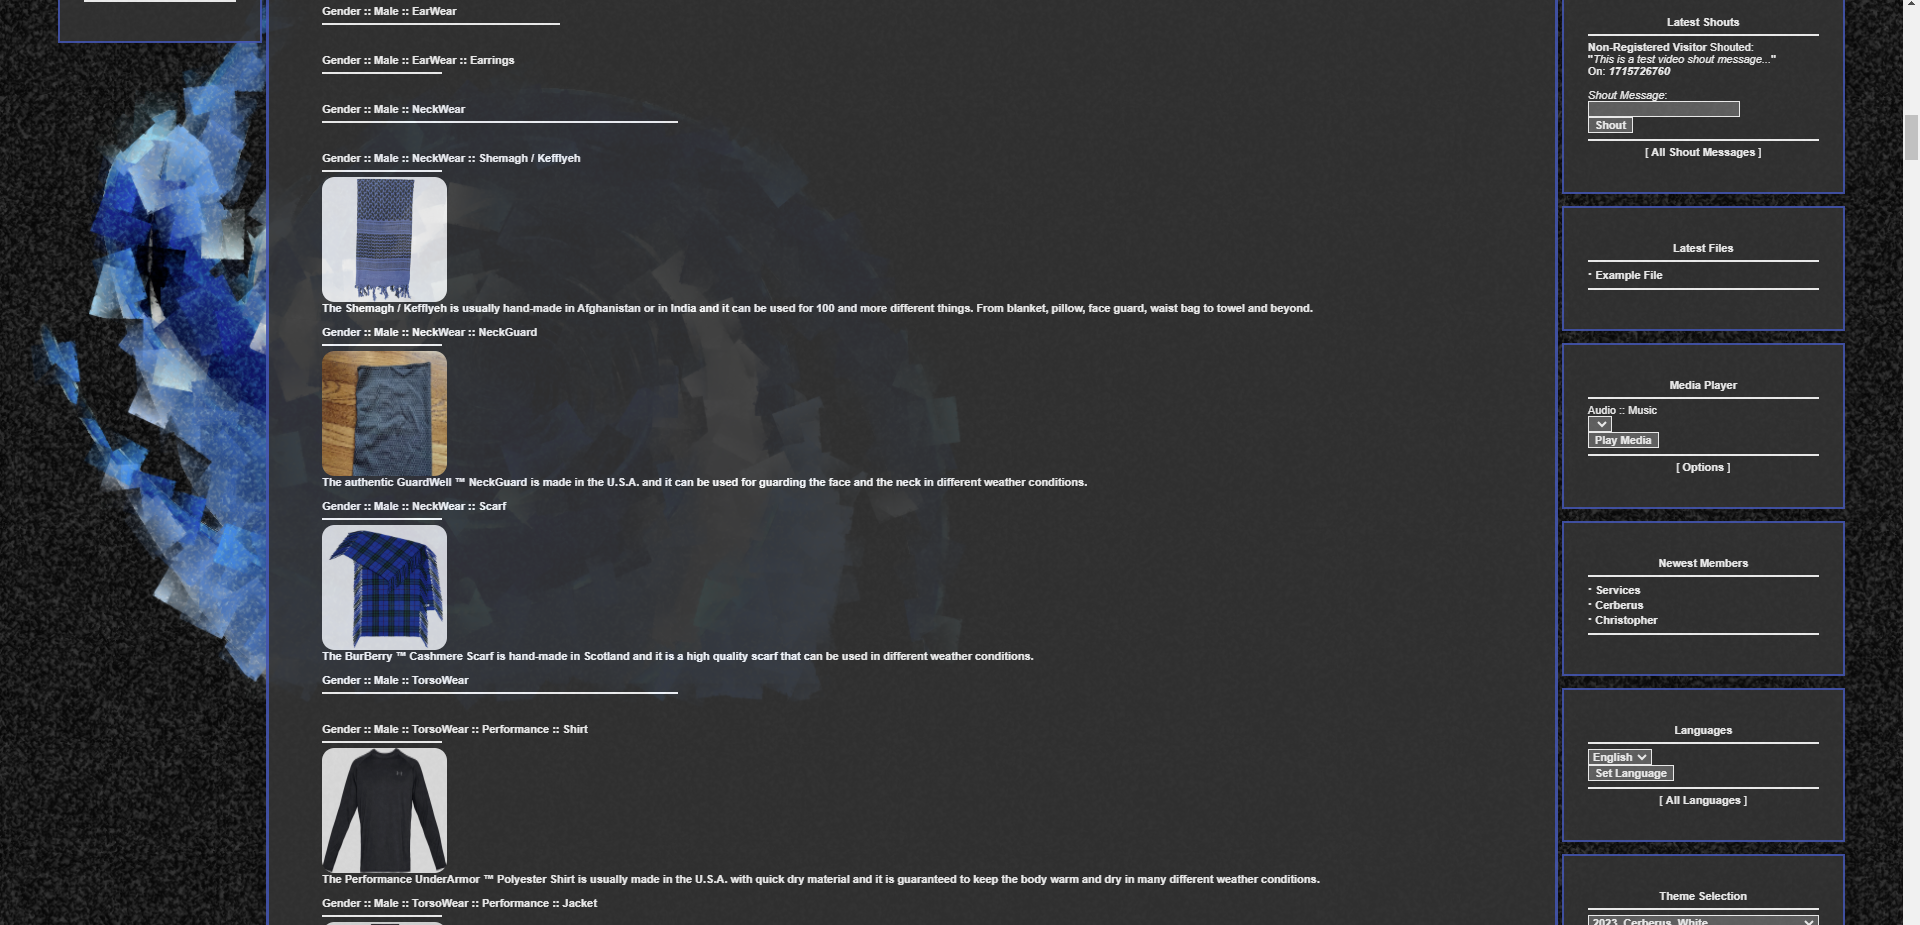 Gender :: Male :: EarWear
Gender :: Male :: EarWear :: Earrings
Gender :: Male :: NeckWear
Gender :: Male :: NeckWear :: Shemagh / Kefflyeh
The Shemagh / Kefflyeh is usually hand-made in Afghanistan or in India and it can be used for 100 and more different things. From blanket, pillow, face guard, waist bag to towel and beyond.
Gender :: Male :: NeckWear :: NeckGuard
The authentic GuardWell ™ NeckGuard is made in the U.S.A. and it can be used for guarding the face and the neck in different weather conditions.
Gender :: Male :: NeckWear :: Scarf
The BurBerry ™ Cashmere Scarf is hand-made in Scotland and it is a high quality scarf that can be used in different weather conditions.
Gender :: Male :: TorsoWear
Gender :: Male :: TorsoWear :: Performance :: Shirt
The Performance UnderArmor ™ Polyester Shirt is usually made in the U.S.A. with quick dry material and it is guaranteed to keep the body warm and dry in many different weather conditions.
Gender :: Male :: TorsoWear :: Performance :: Jacket
Latest Shouts
Non-Registered Visitor Shouted:
"This is a test video shout message..."
On: 1715726760
Shout Message:
Shout
[ All Shout Messages ]
Latest Files
· Example File
Media Player
Audio :: Music
Play Media
[ Options ]
Newest Members
· Services
· Cerberus
· Christopher
Languages
English
Set Language
[ All Languages ]
Theme Selection
2023. Cerberus. White